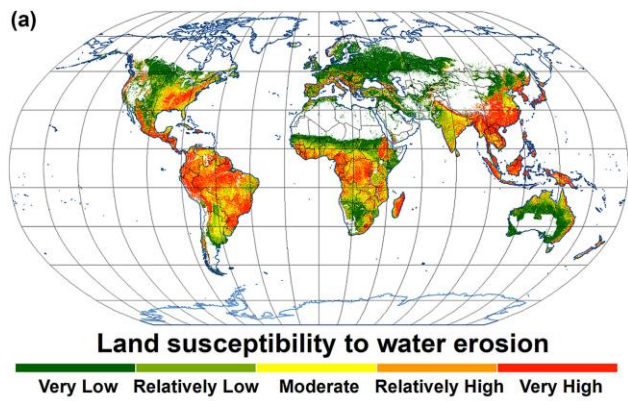 (a)
Land susceptibility to water erosion
Very Low Relatively Low Moderate Relatively High Very High